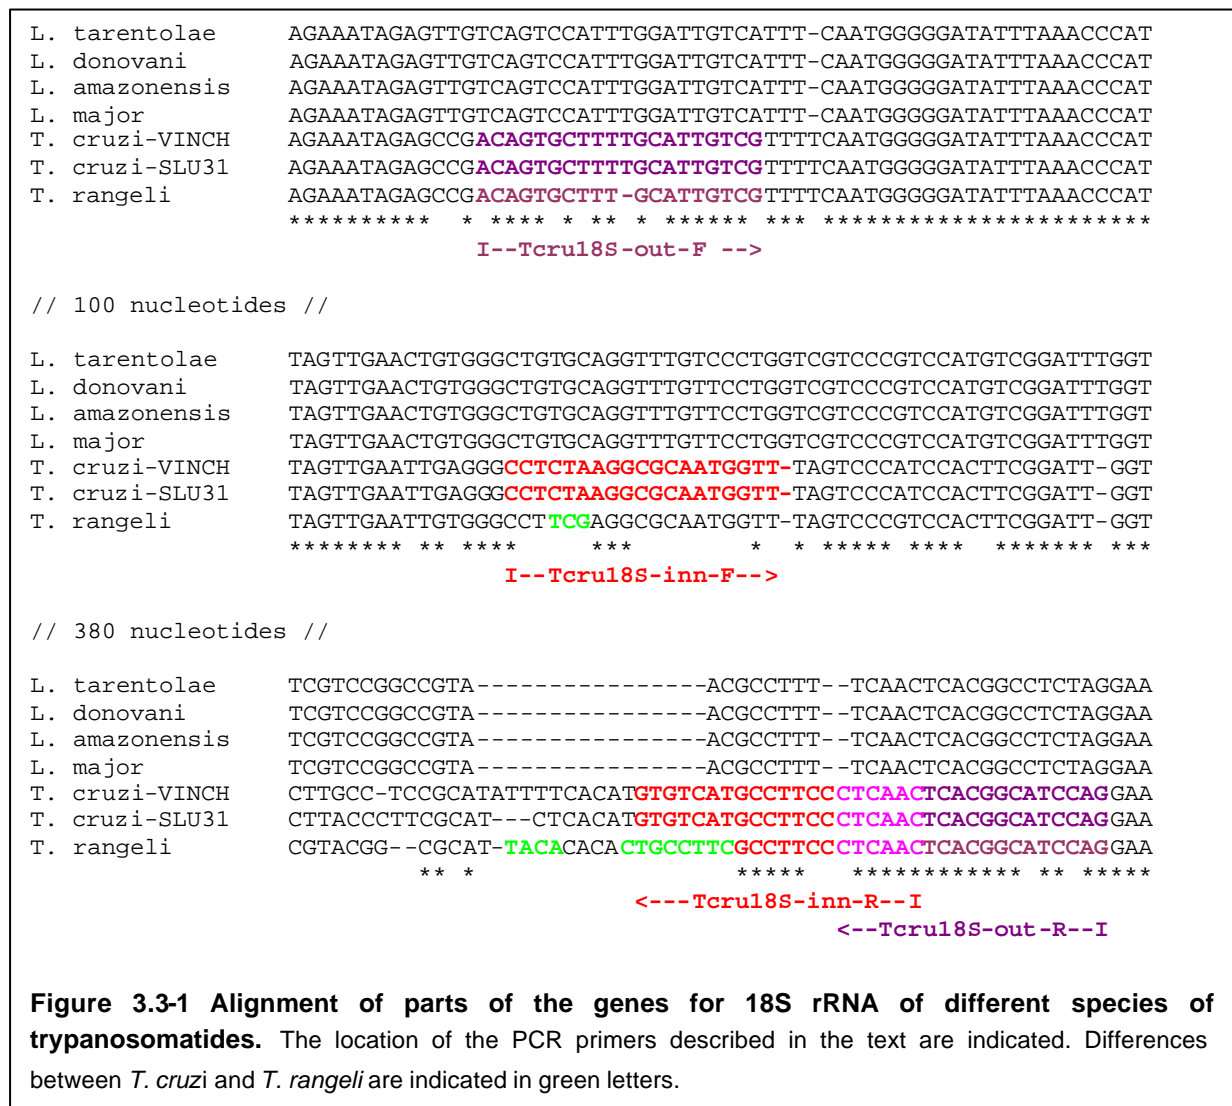 L. tarentolae     AGAAATAGAGTTGTCAGTCCATTTGGATTGTCATTT-CAATGGGGGATATTTAAACCCAT
L. donovani       AGAAATAGAGTTGTCAGTCCATTTGGATTGTCATTT-CAATGGGGGATATTTAAACCCAT
L. amazonensis    AGAAATAGAGTTGTCAGTCCATTTGGATTGTCATTT-CAATGGGGGATATTTAAACCCAT
L. major          AGAAATAGAGTTGTCAGTCCATTTGGATTGTCATTT-CAATGGGGGATATTTAAACCCAT
T. cruzi-VINCH    AGAAATAGAGCCGACAGTGCTTTTGCATTGTCGTTTTCAATGGGGGATATTTAAACCCAT
T. cruzi-SLU31    AGAAATAGAGCCGACAGTGCTTTTGCATTGTCGTTTTCAATGGGGGATATTTAAACCCAT
T. rangeli        AGAAATAGAGCCGACAGTGCTTT-GCATTGTCGTTTTCAATGGGGGATATTTAAACCCAT
                  **********  * **** * ** * ****** *** ***********************
I--Tcru18S-out-F -->
// 100 nucleotides //
L. tarentolae     TAGTTGAACTGTGGGCTGTGCAGGTTTGTCCCTGGTCGTCCCGTCCATGTCGGATTTGGT
L. donovani       TAGTTGAACTGTGGGCTGTGCAGGTTTGTTCCTGGTCGTCCCGTCCATGTCGGATTTGGT
L. amazonensis    TAGTTGAACTGTGGGCTGTGCAGGTTTGTTCCTGGTCGTCCCGTCCATGTCGGATTTGGT
L. major          TAGTTGAACTGTGGGCTGTGCAGGTTTGTTCCTGGTCGTCCCGTCCATGTCGGATTTGGT
T. cruzi-VINCH    TAGTTGAATTGAGGGCCTCTAAGGCGCAATGGTT-TAGTCCCATCCACTTCGGATT-GGT
T. cruzi-SLU31    TAGTTGAATTGAGGGCCTCTAAGGCGCAATGGTT-TAGTCCCATCCACTTCGGATT-GGT
T. rangeli        TAGTTGAATTGTGGGCCT TCGAGGCGCAATGGTT-TAGTCCCGTCCACTTCGGATT-GGT
                  ******** ** ****     ***        *  * ***** ****  ******* ***
I--Tcru18S-inn-F-->
// 380 nucleotides //
L. tarentolae     TCGTCCGGCCGTA----------------ACGCCTTT--TCAACTCACGGCCTCTAGGAA
L. donovani       TCGTCCGGCCGTA----------------ACGCCTTT--TCAACTCACGGCCTCTAGGAA
L. amazonensis    TCGTCCGGCCGTA----------------ACGCCTTT--TCAACTCACGGCCTCTAGGAA
L. major          TCGTCCGGCCGTA----------------ACGCCTTT--TCAACTCACGGCCTCTAGGAA
T. cruzi-VINCH    CTTGCC-TCCGCATATTTTCACATGTGTCATGCCTTCCCTCAACTCACGGCATCCAGGAA
T. cruzi-SLU31    CTTACCCTTCGCAT---CTCACATGTGTCATGCCTTCCCTCAACTCACGGCATCCAGGAA
T. rangeli        CGTACGG--CGCAT-TACACACACTGCCTTCGCCTTCCCTCAACTCACGGCATCCAGGAA
                           ** *                  *****  ************ ** *****
<---Tcru18S-inn-R--I
<--Tcru18S-out-R--I
Figure 3.3-1 Alignment of parts of the genes for 18S rRNA of different species of
trypanosomatides. The location of the PCR primers described in the text are indicated. Differences
between T. cruzi and T. rangeli are indicated in green letters.